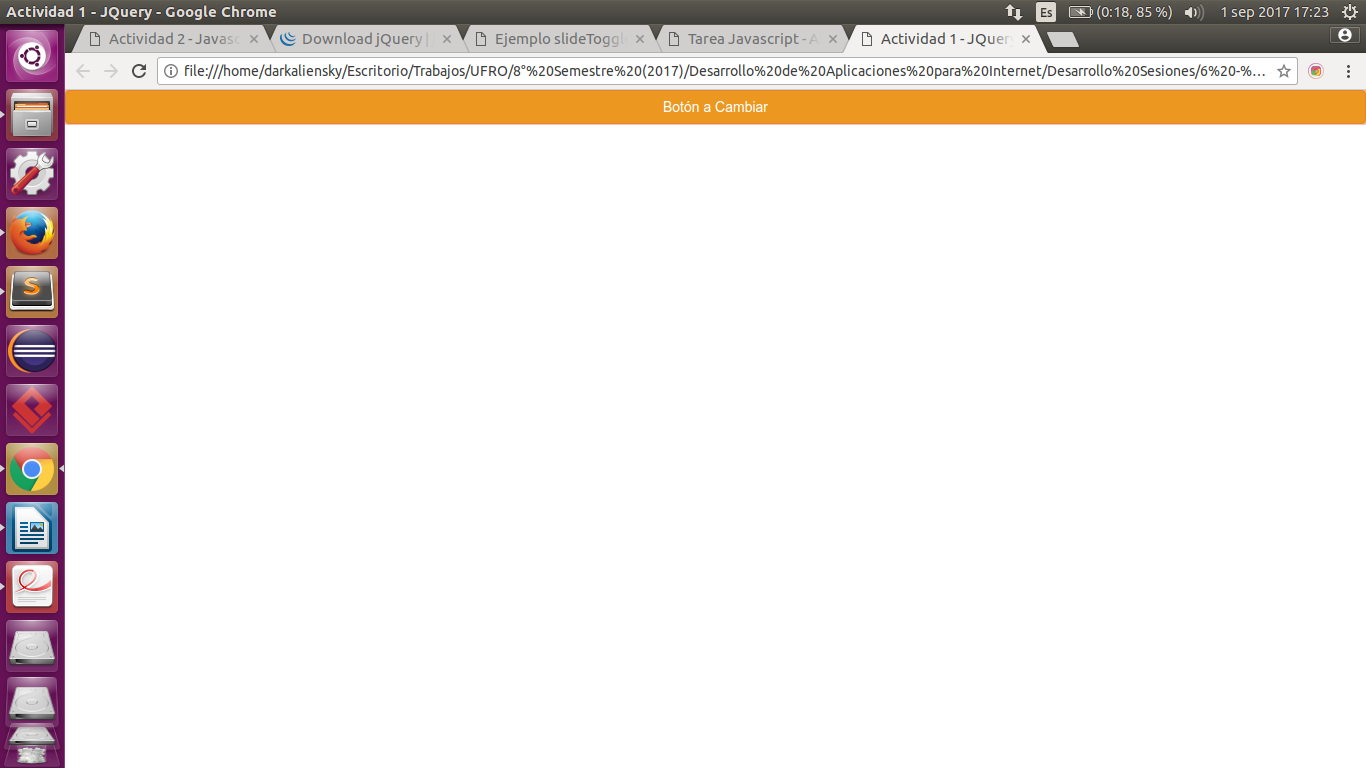 Actividad 1 - JQuery - Google Chrome
Es
(0:18, 85 %)
1 sep 2017 17:23
Actividad 2 - Javasc
Download jQuery |
Ejemplo slideToggl
Tarea Javascript - A
Actividad 1 - JQuer
file:///home/darkaliensky/Escritorio/Trabajos/UFRO/8°%20Semestre%20(2017)/Desarrollo%20de%20Aplicaciones%20para%20Internet/Desarrollo%20Sesiones/6%20-%...
Botón a Cambiar